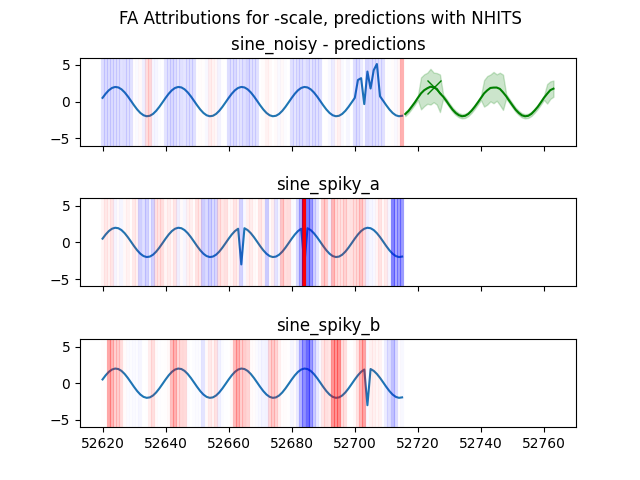 FA Attributions for -scale, predictions with NHITS
sine_noisy - predictions
5
0
−5
sine_spiky_a
5
0
−5
sine_spiky_b
5
0
−5
52620 52640 52660 52680 52700 52720 52740 52760